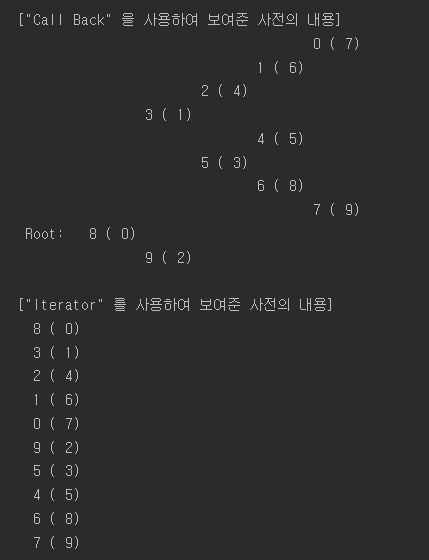 ["Call Back" 을 사용하여 보여준 사전의 내용]
0 ( 7)
1 ( 6)
2 ( 4)
3 ( 1)
4 ( 5)
5 ( 3)
6 ( 8)
7 ( 9)
Root: 8 ( 0)
9 ( 2)
["Iterator" 를 사용하여 보여준 사전의 내용]
8 ( 0)
3 ( 1)
2 ( 4)
1 ( 6)
0 ( 7)
9 ( 2)
5 ( 3)
4 ( 5)
6 ( 8)
7 ( 9)